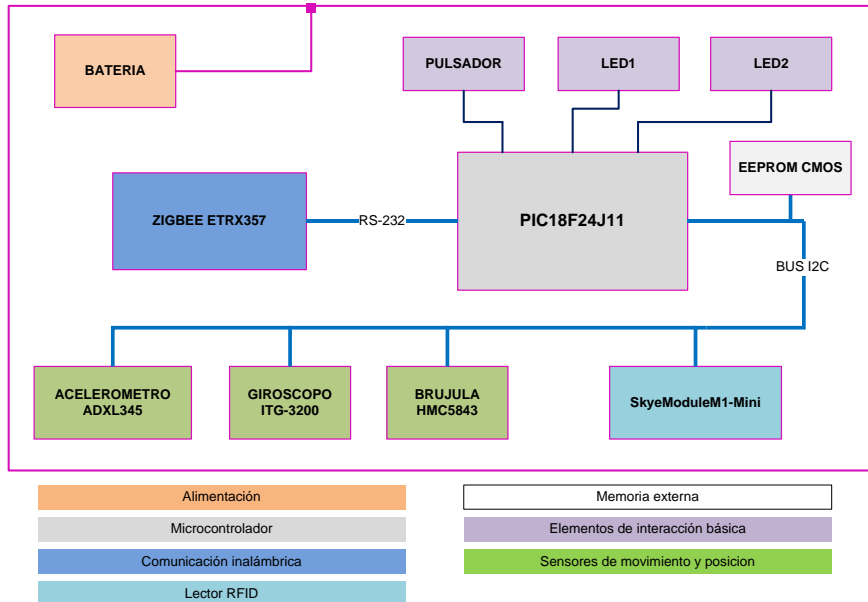 BATERIA
PULSADOR
LED1
LED2
EEPROM CMOS
ZIGBEE ETRX357
RS-232
PIC18F24J11
BUS I2C
ACELEROMETRO
ADXL345
GIROSCOPO
ITG-3200
BRUJULA
HMC5843
SkyeModuleM1-Mini
Alimentación
Memoria externa
Microcontrolador
Elementos de interacción básica
Comunicación inalámbrica
Sensores de movimiento y posicion
Lector RFID